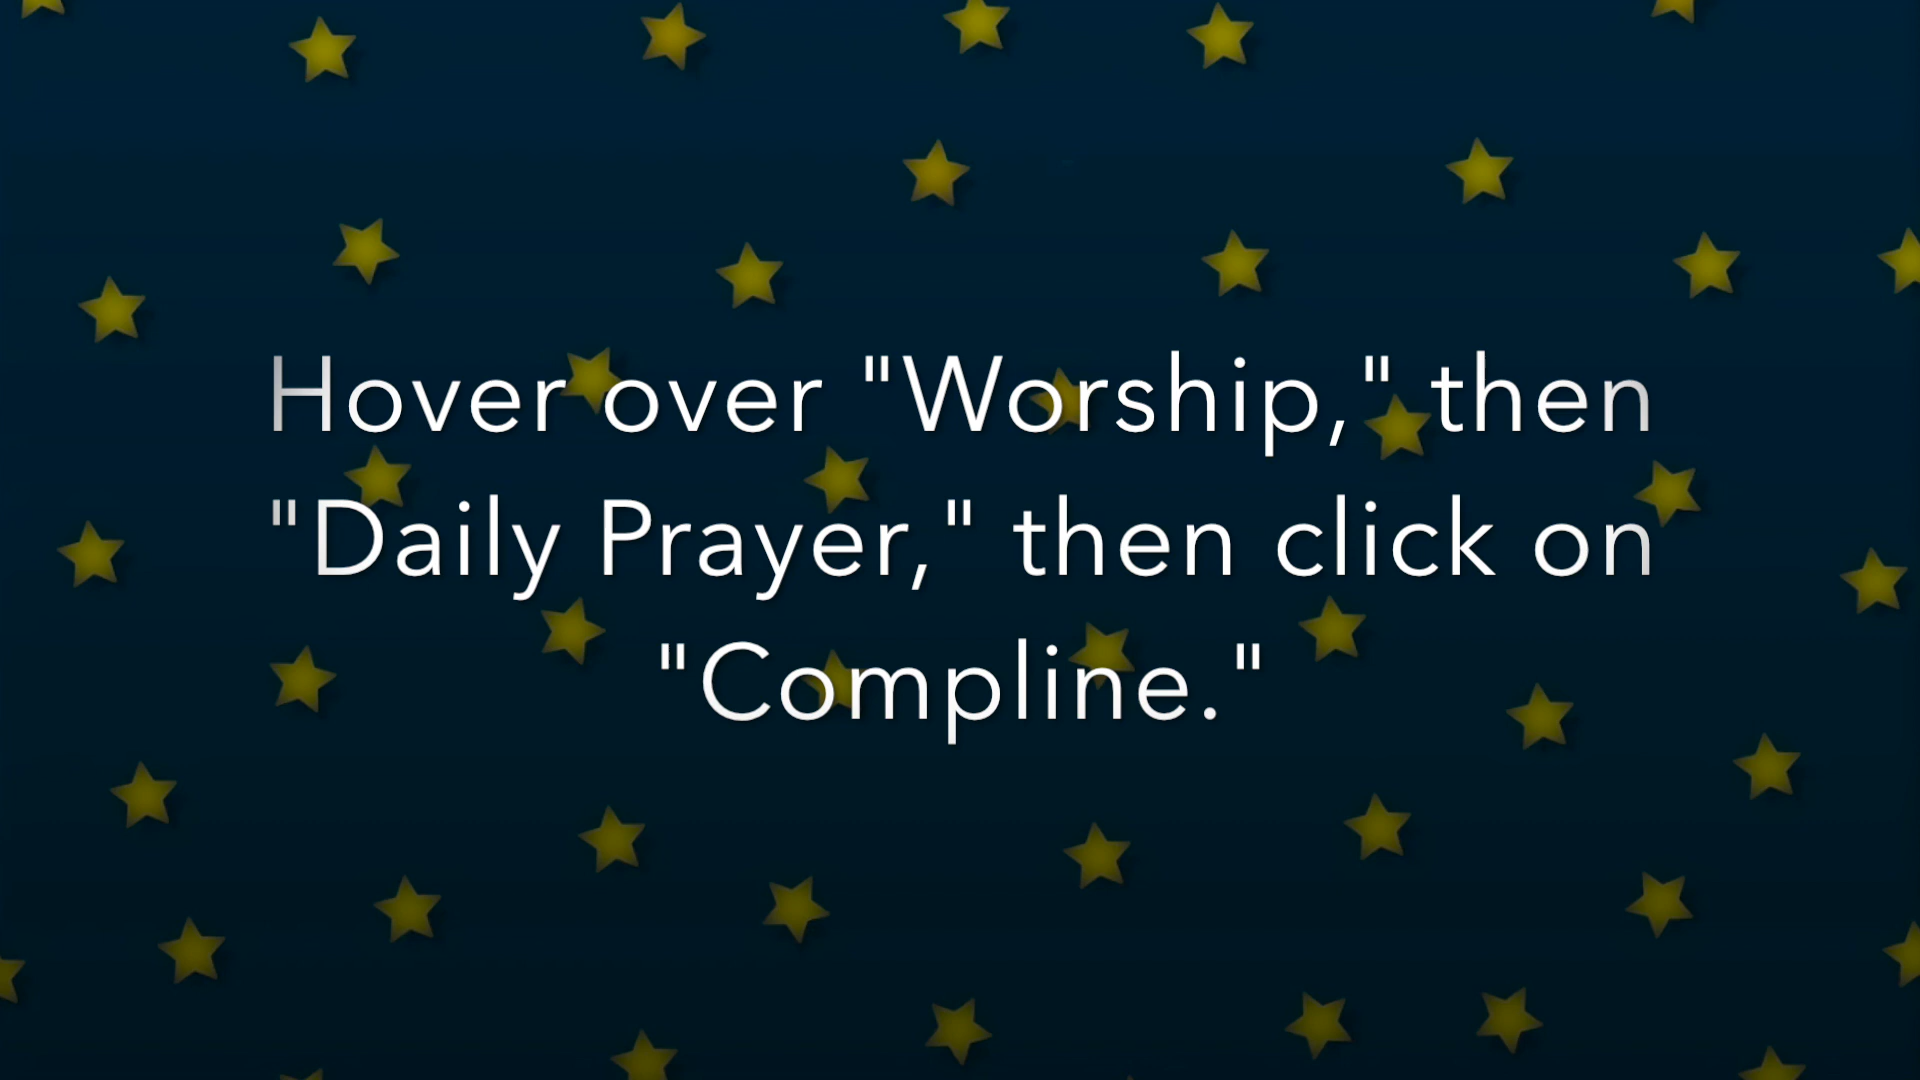 Hover over "Worship," then
"Daily Prayer," then click on
"Compline."